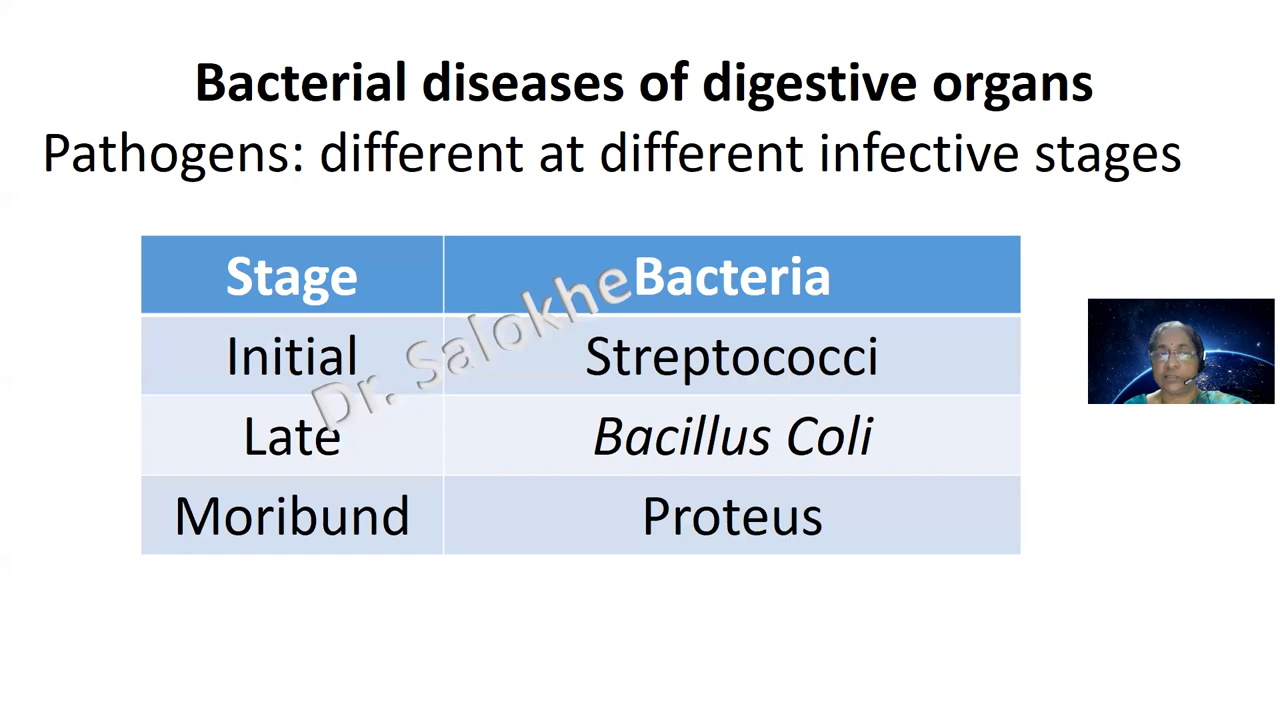 Bacterial diseases of digestive organs
Pathogens: different at different infective stages
Stage Bacteria
Initial Streptococci
Late Bacillus Coli
Moribund Proteus
Dr. Salokhe